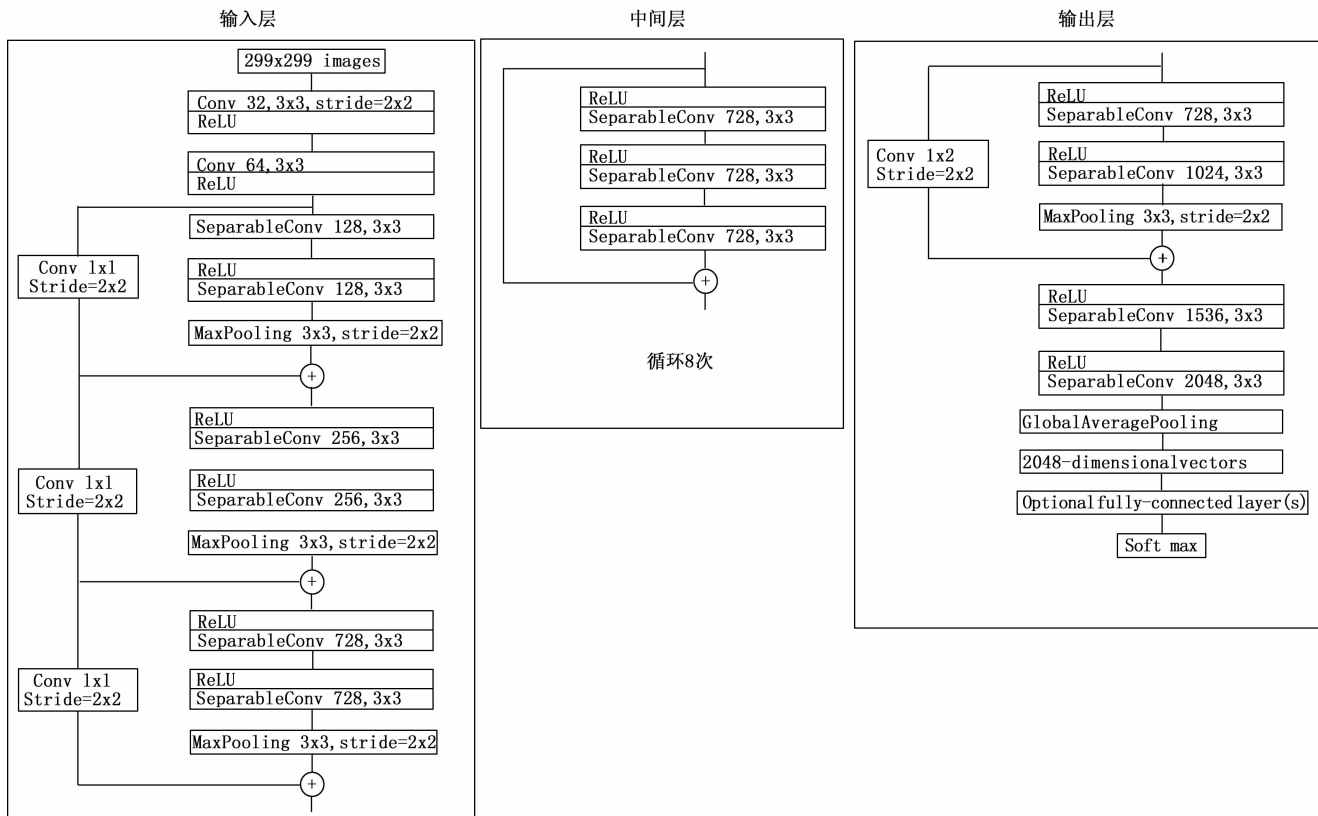 输入层
299x299 images
Conv 32,3x3,stride=2x2
ReLU
Conv 64,3x3
ReLU
SeparableConv 128,3x3
Conv 1x1
Stride=2x2
ReLU
SeparableConv 128,3x3
MaxPooling 3x3,stride=2x2
+
ReLU
SeparableConv 256,3x3
Conv 1x1
Stride=2x2
ReLU
SeparableConv 256,3x3
MaxPooling 3x3,stride=2x2
+
ReLU
SeparableConv 728,3x3
Conv 1x1
Stride=2x2
ReLU
SeparableConv 728,3x3
MaxPooling 3x3,stride=2x2
+
中间层
ReLU
SeparableConv 728,3x3
ReLU
SeparableConv 728,3x3
ReLU
SeparableConv 728,3x3
+
循环8次
输出层
ReLU
SeparableConv 728,3x3
Conv 1x2
Stride=2x2
ReLU
SeparableConv 1024,3x3
MaxPooling 3x3,stride=2x2
+
ReLU
SeparableConv 1536,3x3
ReLU
SeparableConv 2048,3x3
GlobalAveragePooling
2048-dimensionalvectors
Optionalfully-connected layer(s)
Soft max